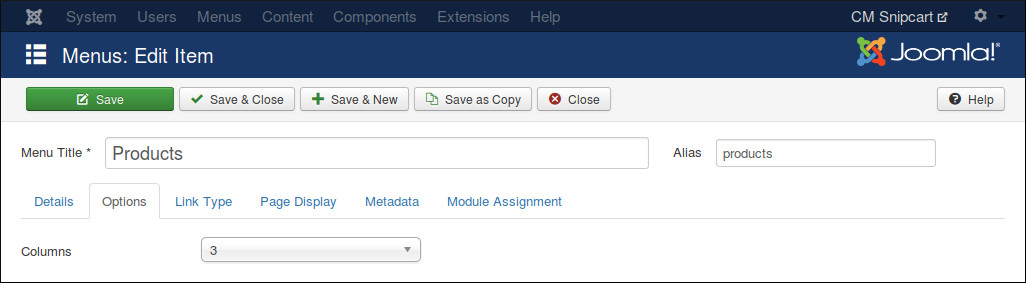 System Users Menus Content Components Extensions Help CM Snipcart
Menus: Edit Item Joomla!®
Save Save & Close Save & New Save as Copy Close Help
Menu Title * Products Alias products
Details Options Link Type Page Display Metadata Module Assignment
Columns 3